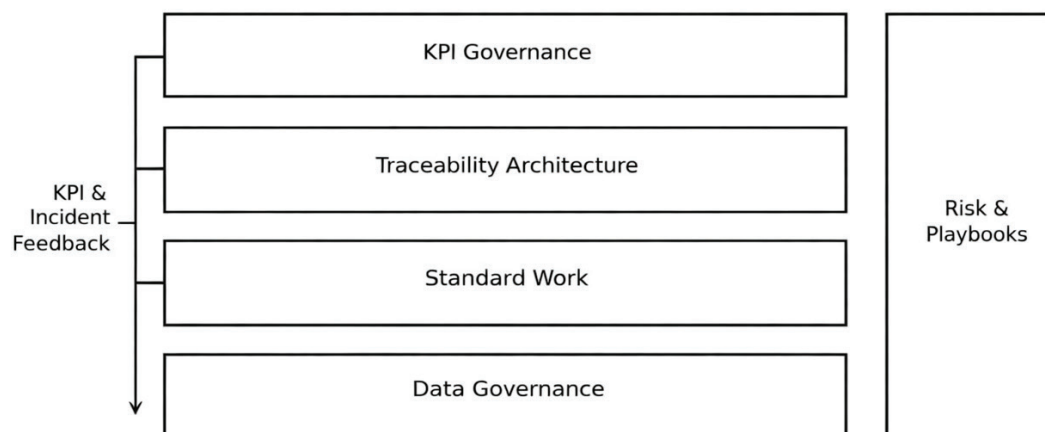 KPI Governance
Traceability Architecture
KPI &
Incident
Feedback
Standard Work
Data Governance
Risk &
Playbooks